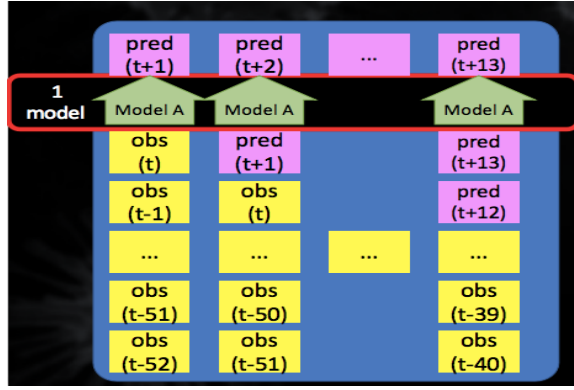 pred pred ... pred
(t+1) (t+2) (t+13)
1
model
Model A Model A Model A
obs pred pred
(t) (t+1) (t+13)
obs obs pred
(t-1) (t) (t+12)
... ... ... ...
obs obs obs
(t-51) (t-50) (t-39)
obs obs obs
(t-52) (t-51) (t-40)